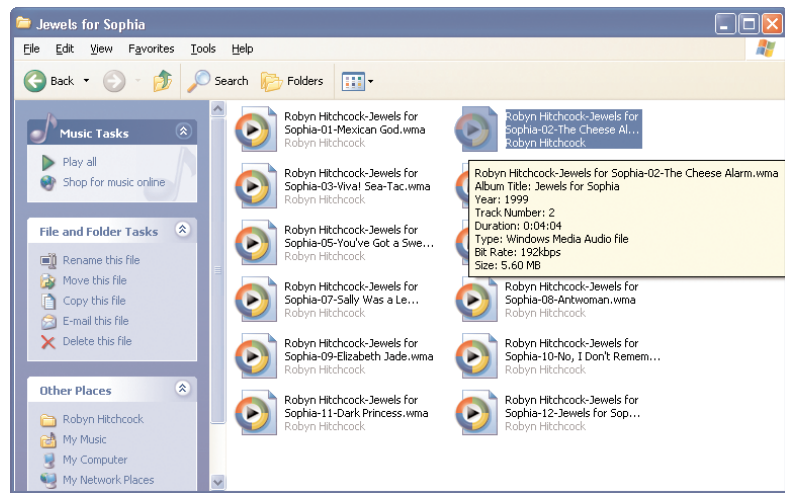 Jewels for Sophia
File Edit View Favorites Tools Help
Back Search Folders
Music Tasks
Play all
Shop for music online
File and Folder Tasks
Rename this file
Move this file
Copy this file
E-mail this file
Delete this file
Other Places
Robyn Hitchcock
My Music
My Computer
My Network Places
Robyn Hitchcock-Jewels for
Sophia-01-Mexican God.wma
Robyn Hitchcock
Robyn Hitchcock-Jewels for
Sophia-02-The Cheese Al...
Robyn Hitchcock
Robyn Hitchcock-Jewels for
Sophia-03-Viva! Sea-Tac.wma
Robyn Hitchcock
Robyn Hitchcock-Jewels for Sophia-02-The Cheese Alarm.wma
Album Title: Jewels for Sophia
Year: 1999
Track Number: 2
Duration: 0:04:04
Type: Windows Media Audio file
Bit Rate: 192kbps
Size: 5.60 MB
Robyn Hitchcock-Jewels for
Sophia-05-You've Got a Swe...
Robyn Hitchcock
Robyn Hitchcock-Jewels for
Sophia-07-Sally Was a Le...
Robyn Hitchcock
Robyn Hitchcock-Jewels for
Sophia-08-Antwoman.wma
Robyn Hitchcock
Robyn Hitchcock-Jewels for
Sophia-09-Elizabeth Jade.wma
Robyn Hitchcock
Robyn Hitchcock-Jewels for
Sophia-10-No, I Don't Remem...
Robyn Hitchcock
Robyn Hitchcock-Jewels for
Sophia-11-Dark Princess.wma
Robyn Hitchcock
Robyn Hitchcock-Jewels for
Sophia-12-Jewels for Sop...
Robyn Hitchcock